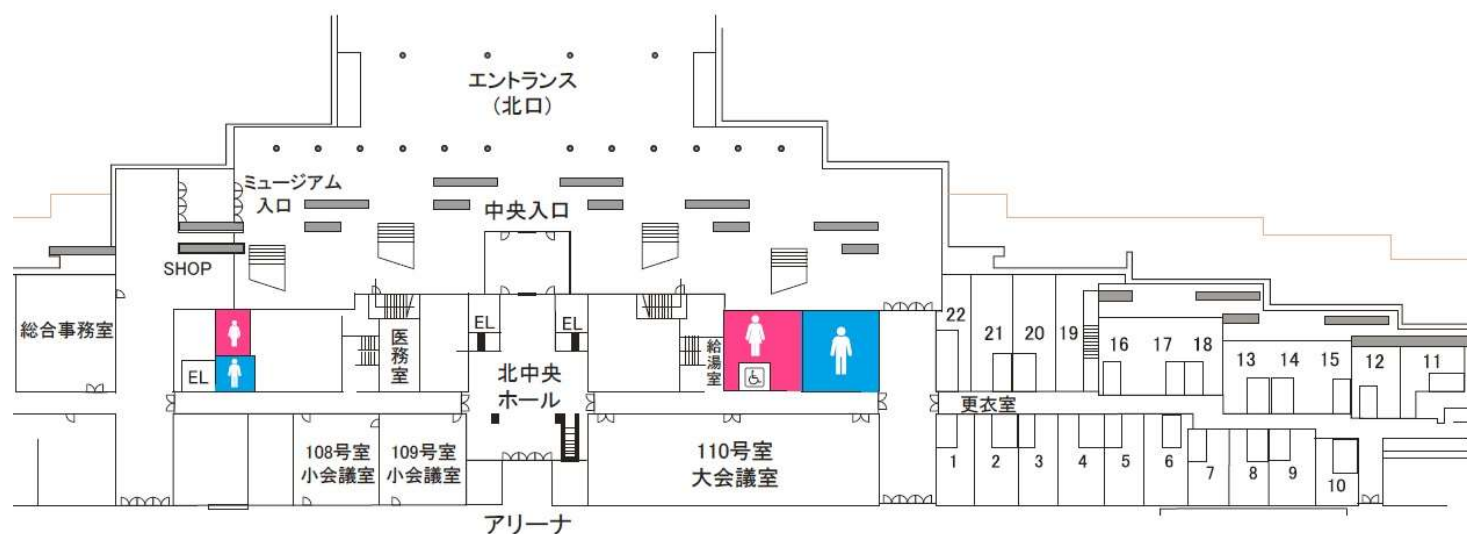 エントランス
(北口)
ミュージアム
入口
中央入口
SHOP
総合事務室
EL
医
務
室
EL
EL
北中央
ホール
給
湯
室
22
21
20
19
16
17
18
13
14
15
12
11
更衣室
108号室
小会議室
109号室
小会議室
110号室
大会議室
1
2
3
4
5
6
7
8
9
10
アリーナ